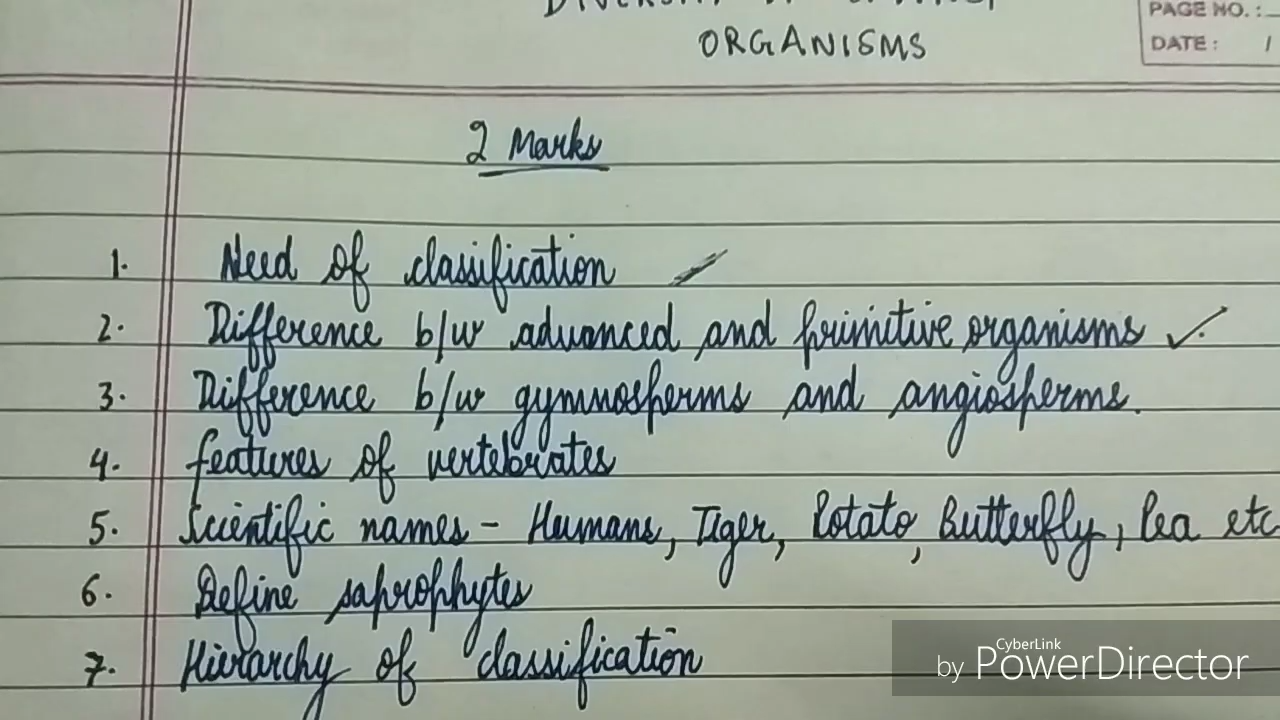 DIVERSITY
ORGANISMS
PAGE NO. :
DATE : /
2 Marks
1. Need of classification
2. Difference b/w advanced and primitive organisms ✓
3. Difference b/w gymnosperms and angiosperms.
4. features of vertebrates
5. Scientific names - Humans, Tiger, Potato, Butterfly, Pea etc
6. Define saprophytes
7. Hierarchy of classification
CyberLink
by PowerDirector